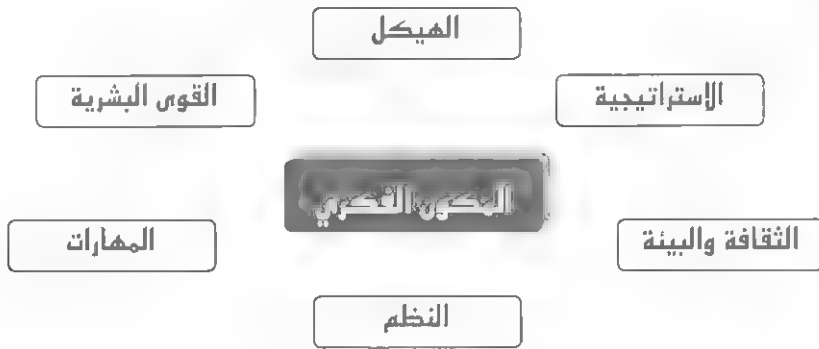 الهيكل
الإستراتيجية
القوى البشرية
المكون الفكري
الثقافة والبيئة
المهارات
النظم